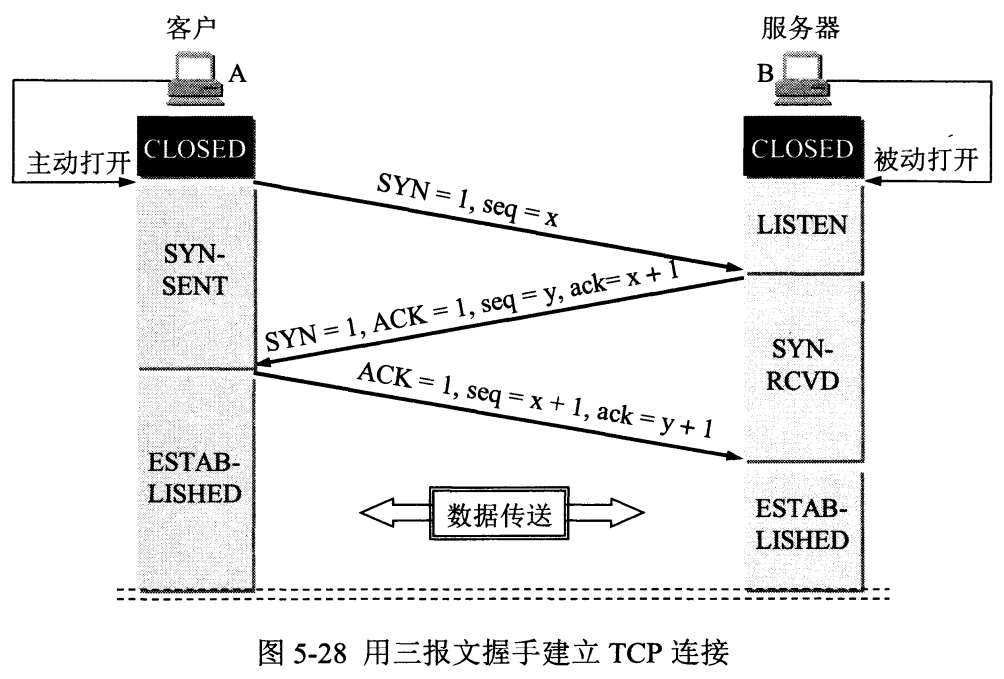 客户
服务器
A
B
CLOSED
CLOSED
主动打开
被动打开
SYN = 1, seq = x
LISTEN
SYN-
SENT
SYN = 1, ACK = 1, seq = y, ack= x + 1
SYN-
RCVD
ACK = 1, seq = x + 1, ack = y + 1
ESTAB-
LISHED
数据传送
ESTAB-
LISHED
图 5-28 用三报文握手建立 TCP 连接